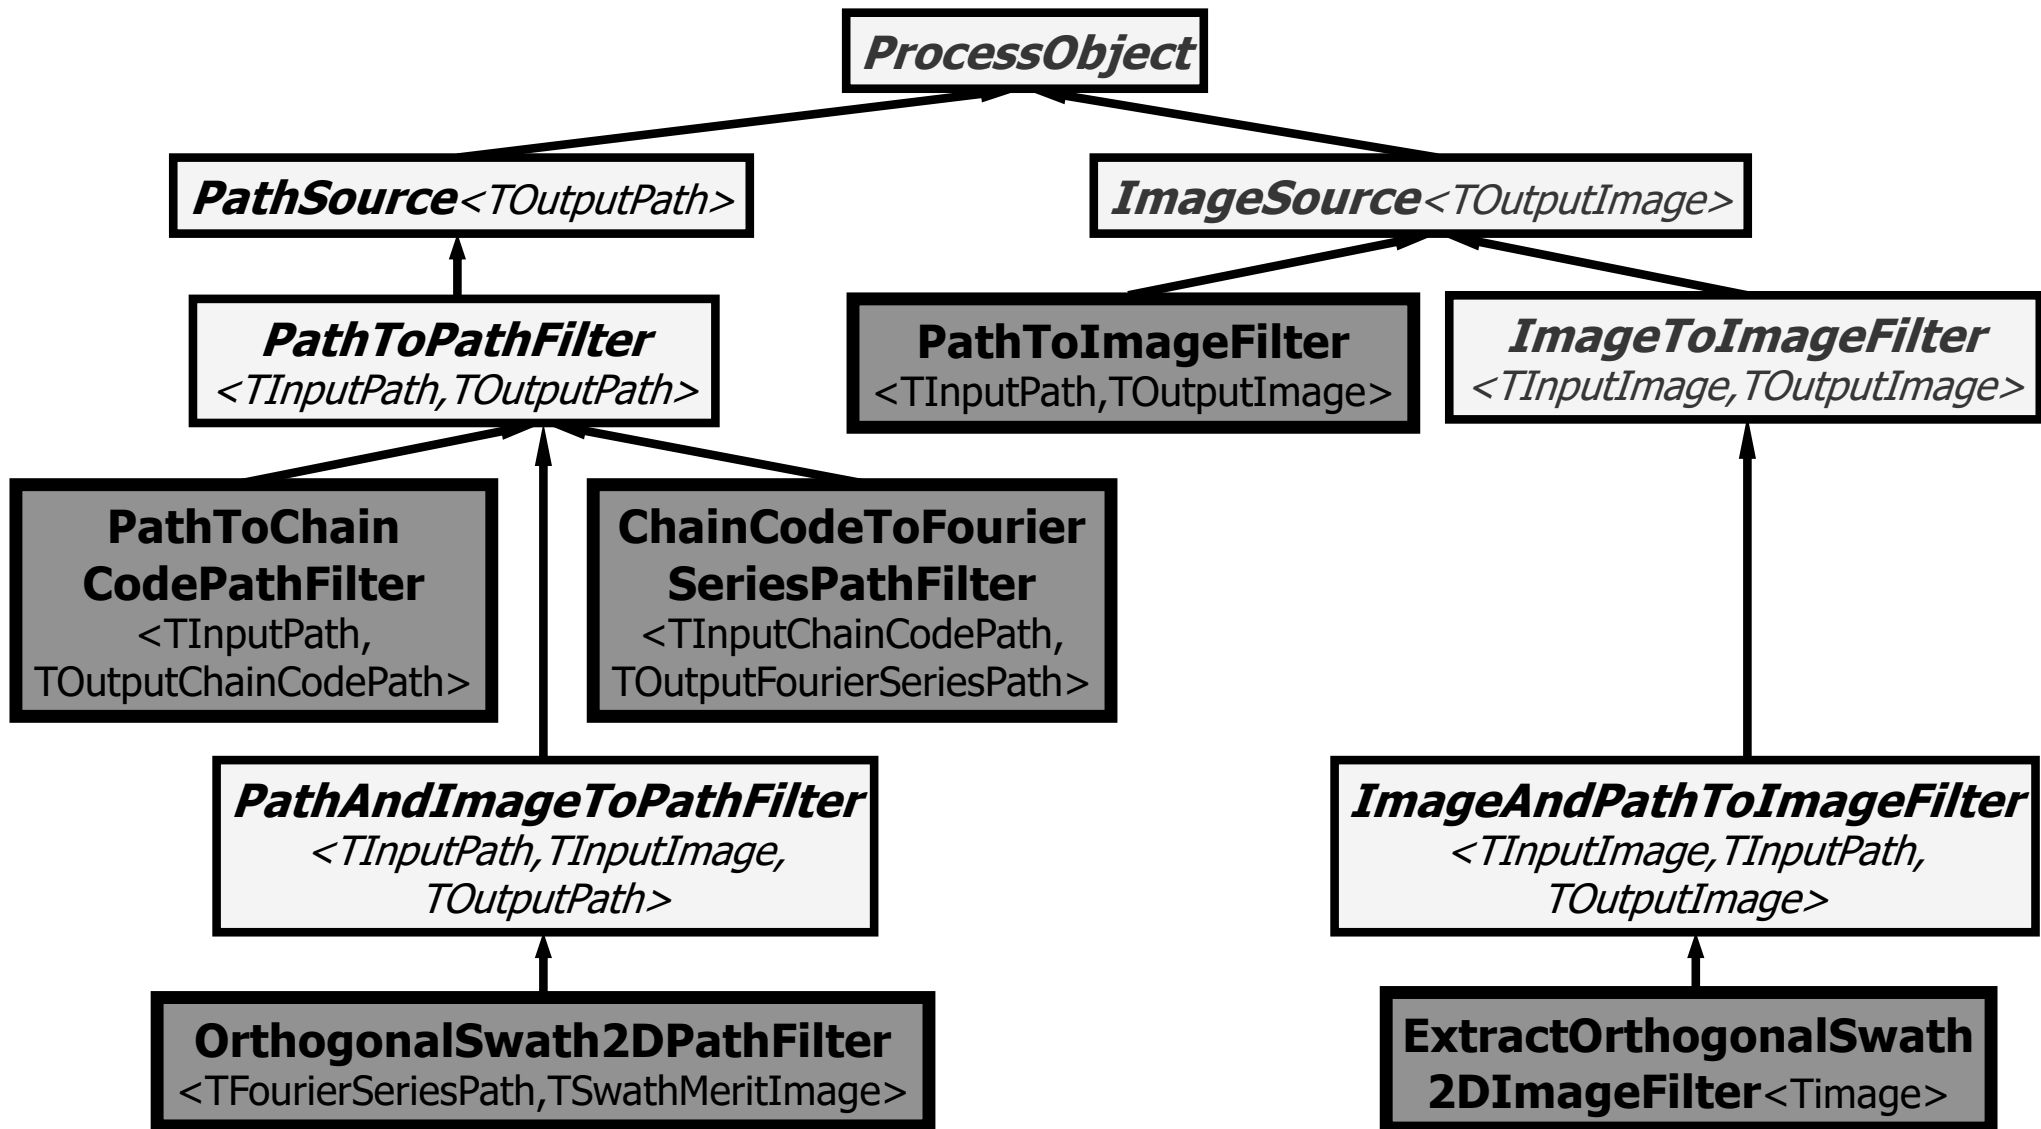 ProcessObject
PathSource<TOutputPath>
ImageSource<TOutputImage>
PathToPathFilter
<TInputPath,TOutputPath>
PathToImageFilter
<TInputPath,TOutputImage>
ImageToImageFilter
<TInputImage,TOutputImage>
PathToChain
CodePathFilter
<TInputPath,
TOutputChainCodePath>
ChainCodeToFourier
SeriesPathFilter
<TInputChainCodePath,
TOutputFourierSeriesPath>
PathAndImageToPathFilter
<TInputPath,TInputImage,
TOutputPath>
ImageAndPathToImageFilter
<TInputImage,TInputPath,
TOutputImage>
OrthogonalSwath2DPathFilter
<TFourierSeriesPath,TSwathMeritImage>
ExtractOrthogonalSwath
2DImageFilter<Timage>